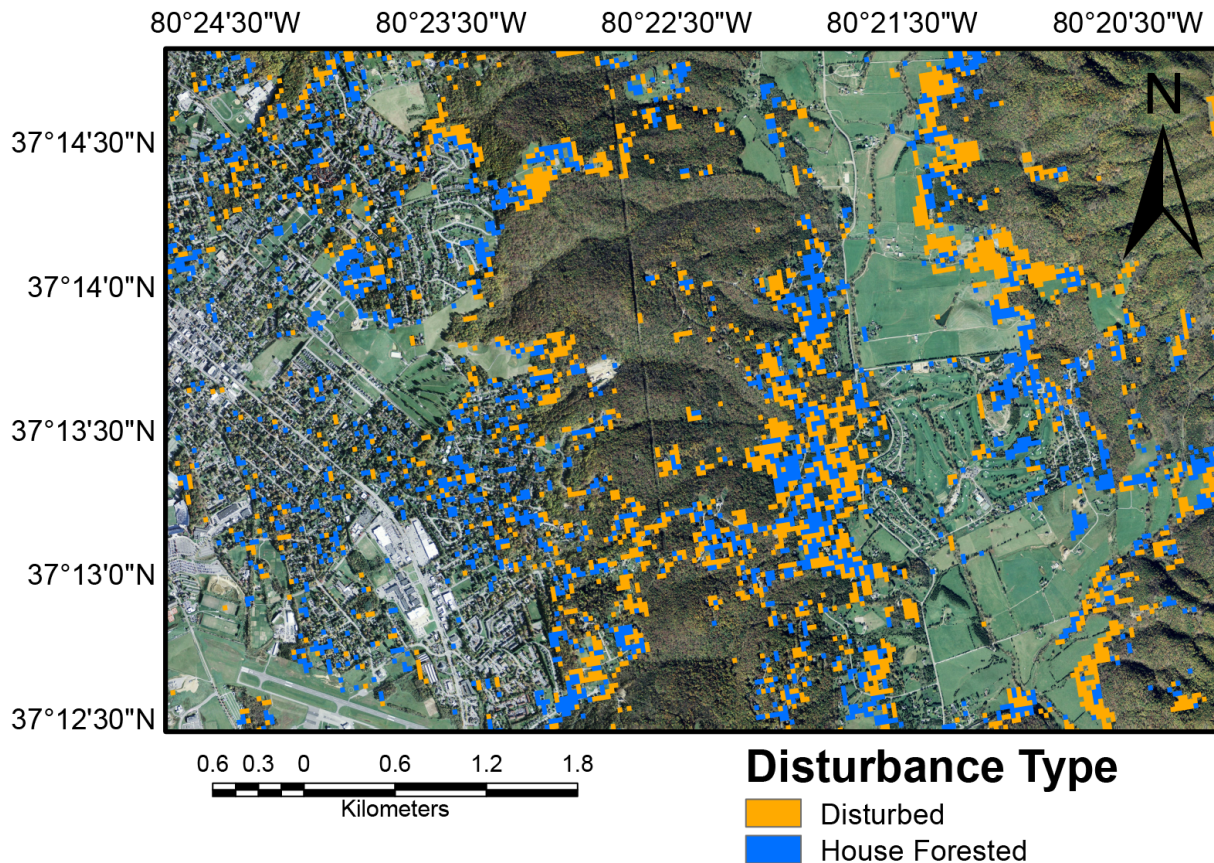 80°24'30"W 80°23'30"W 80°22'30"W 80°21'30"W 80°20'30"W
N
37°14'30"N
37°14'0"N
37°13'30"N
37°13'0"N
37°12'30"N
0.6 0.3 0 0.6 1.2 1.8
Kilometers
Disturbance Type
Disturbed
House Forested